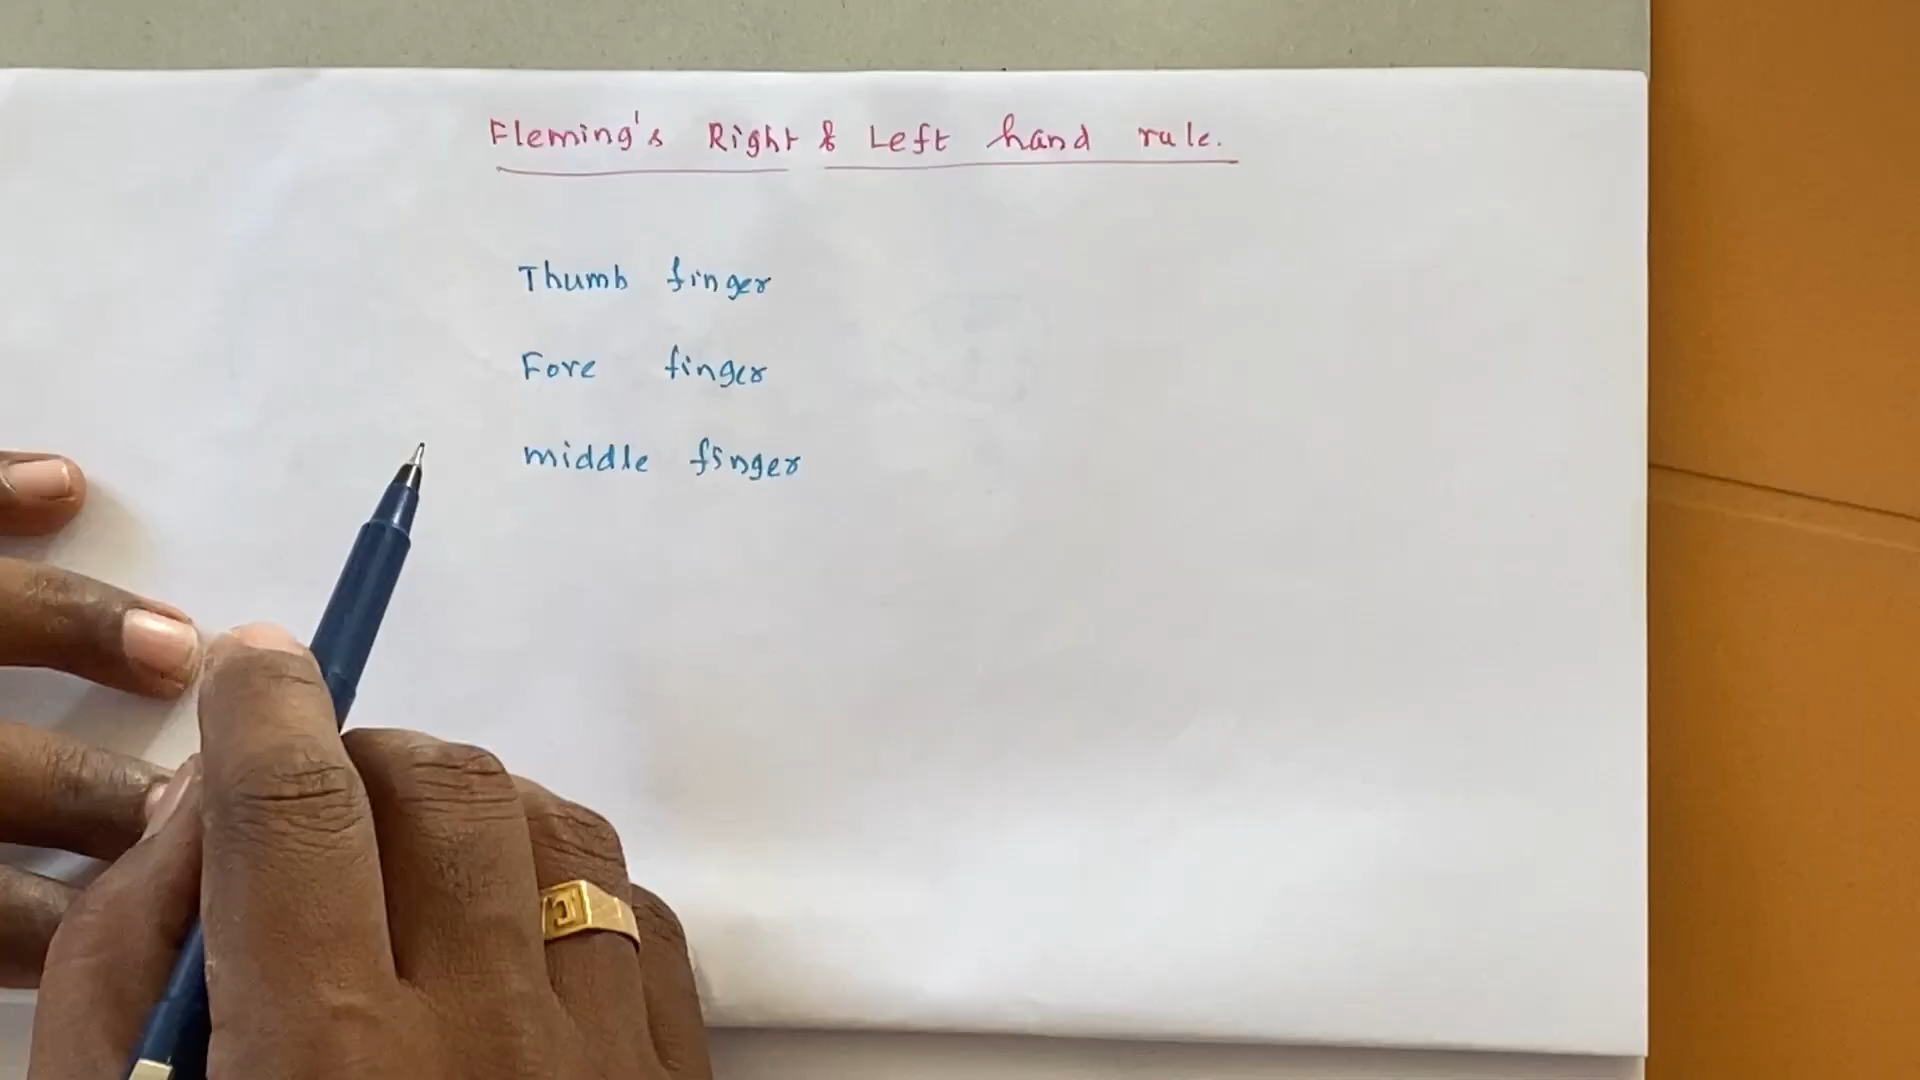 Fleming's Right & Left hand rule.
Thumb finger
Fore finger
middle finger